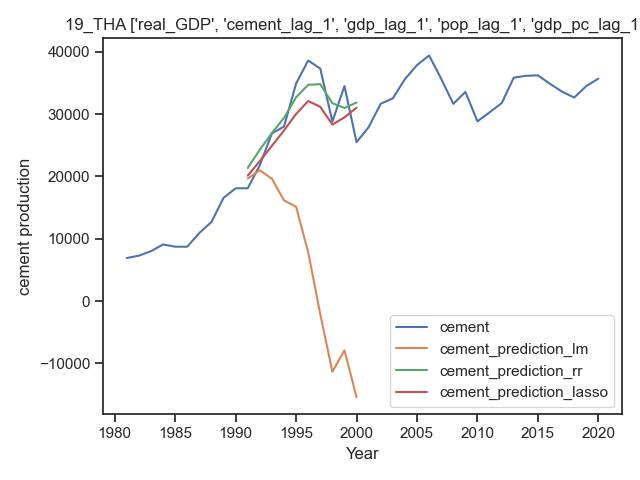 19_THA ['real_GDP', 'cement_lag_1', 'gdp_lag_1', 'pop_lag_1', 'gdp_pc_lag_1
40000
30000
20000
10000
0
−10000
cement production
1980 1985 1990 1995 2000 2005 2010 2015 2020
Year
cement
cement_prediction_lm
cement_prediction_rr
cement_prediction_lasso